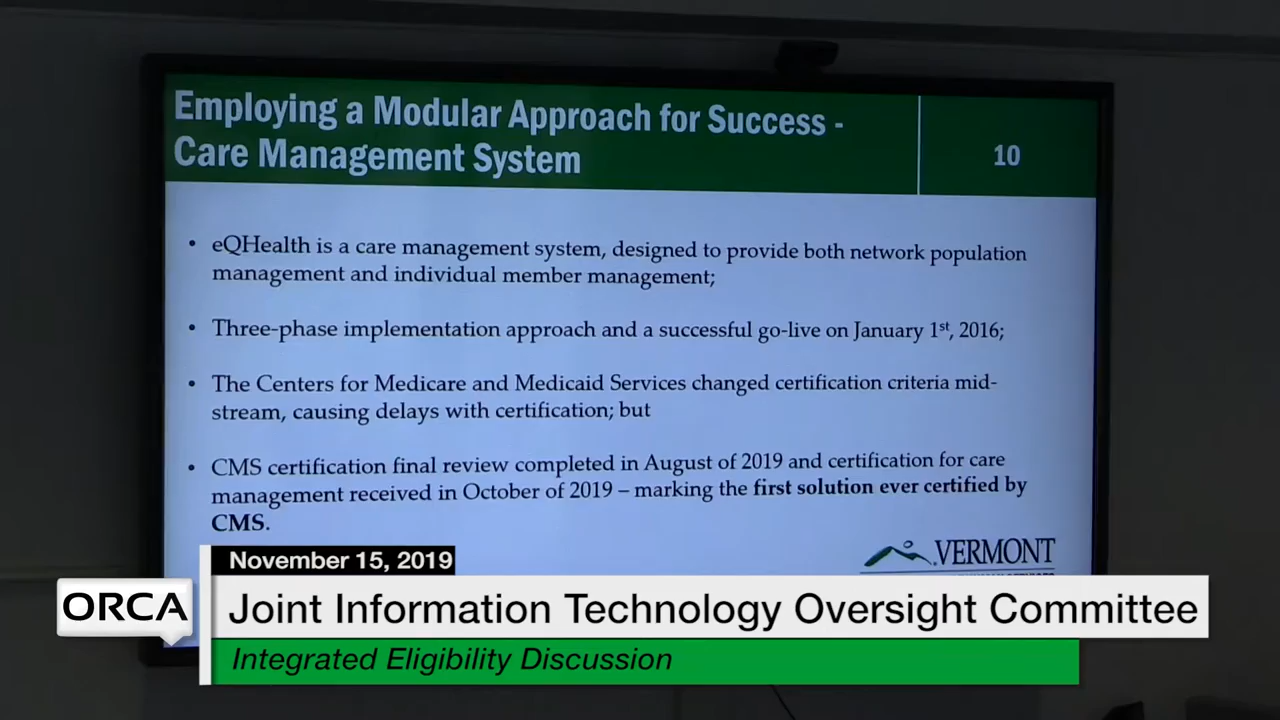 Employing a Modular Approach for Success -
Care Management System
10
• eQHealth is a care management system, designed to provide both network population
management and individual member management;
• Three-phase implementation approach and a successful go-live on January 1st, 2016;
• The Centers for Medicare and Medicaid Services changed certification criteria mid-
stream, causing delays with certification; but
• CMS certification final review completed in August of 2019 and certification for care
management received in October of 2019 – marking the first solution ever certified by
CMS.
VERMONT
November 15, 2019
ORCA
Joint Information Technology Oversight Committee
Integrated Eligibility Discussion